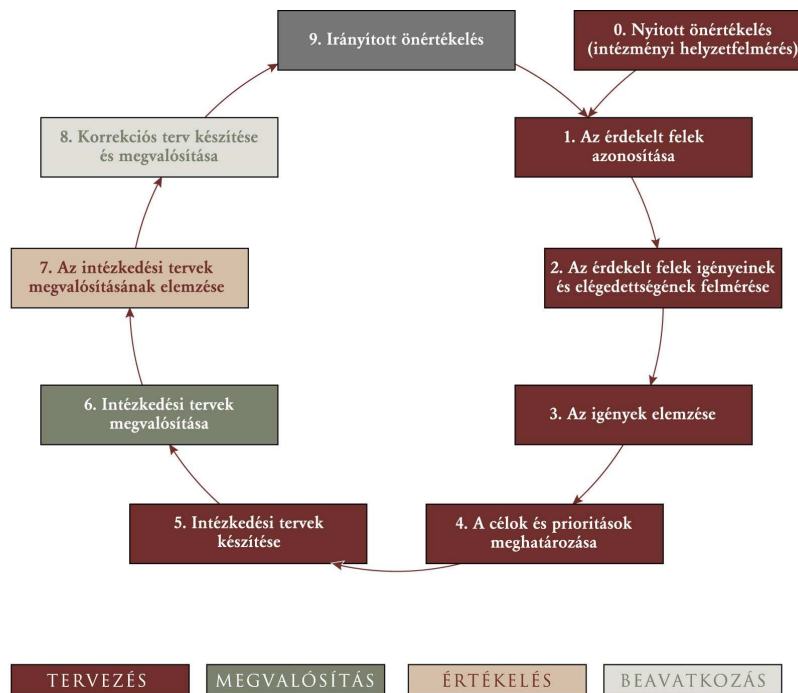 0. Nyitott önértékelés
(intézményi helyzetfelmérés)
1. Az érdekelt felek
azonosítása
2. Az érdekelt felek igényeinek
és elégedettségének felmérése
3. Az igények elemzése
4. A célok és prioritások
meghatározása
5. Intézkedési tervek
készítése
6. Intézkedési tervek
megvalósítása
7. Az intézkedési tervek
megvalósításának elemzése
8. Korrekciós terv készítése
és megvalósítása
9. Irányított önértékelés
TERVEZÉS
MEGVALÓSÍTÁS
ÉRTÉKELÉS
BEAVATKOZÁS